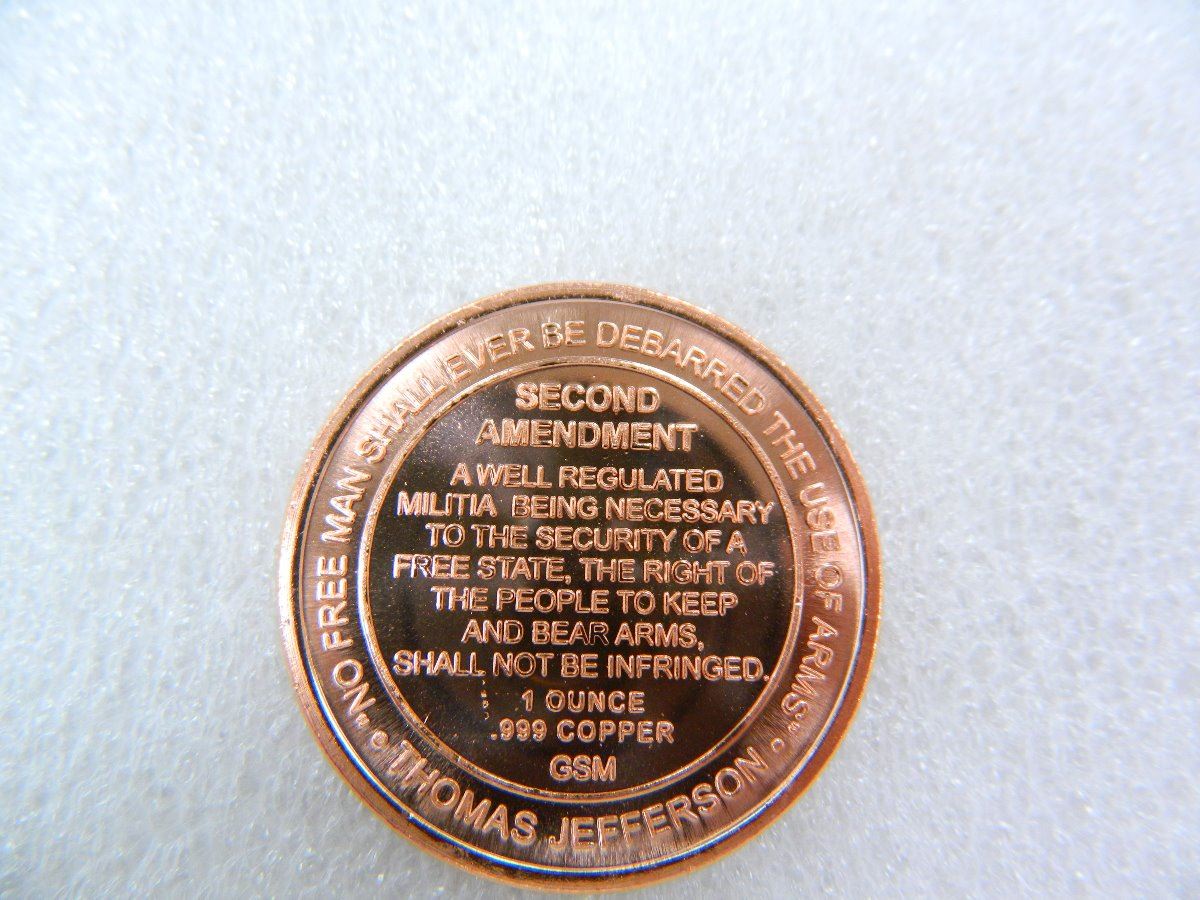 "NO FREE MAN SHALL EVER BE DEBARRED THE USE OF ARMS"
SECOND
AMENDMENT
A WELL REGULATED
MILITIA BEING NECESSARY
TO THE SECURITY OF A
FREE STATE, THE RIGHT OF
THE PEOPLE TO KEEP
AND BEAR ARMS,
SHALL NOT BE INFRINGED.
1 OUNCE
.999 COPPER
GSM
• THOMAS JEFFERSON •